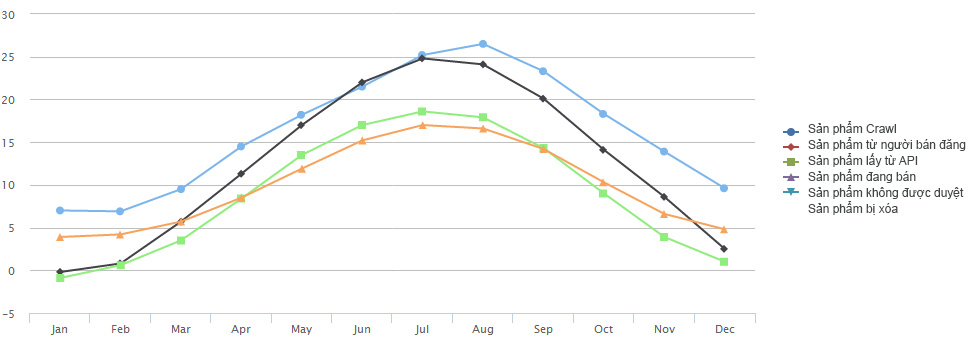 30
25
20
15
10
5
0
-5
Jan Feb Mar Apr May Jun Jul Aug Sep Oct Nov Dec
Sản phẩm Crawl
Sản phẩm từ người bán đăng
Sản phẩm lấy từ API
Sản phẩm đang bán
Sản phẩm không được duyệt
Sản phẩm bị xóa